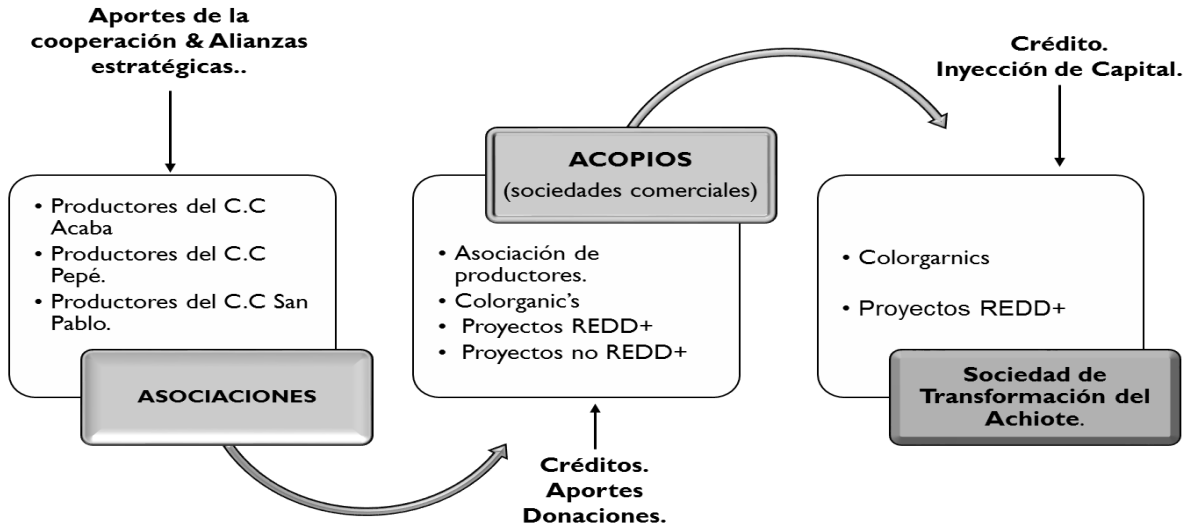 Aportes de la
cooperación & Alianzas
estratégicas..
• Productores del C.C
Acaba
• Productores del C.C
Pepé.
• Productores del C.C San
Pablo.
ASOCIACIONES
ACOPIOS
(sociedades comerciales)
• Asociación de
productores.
• Colorganic’s
• Proyectos REDD+
• Proyectos no REDD+
Créditos.
Aportes
Donaciones.
Crédito.
Inyección de Capital.
• Colorgarnics
• Proyectos REDD+
Sociedad de
Transformación del
Achiote.